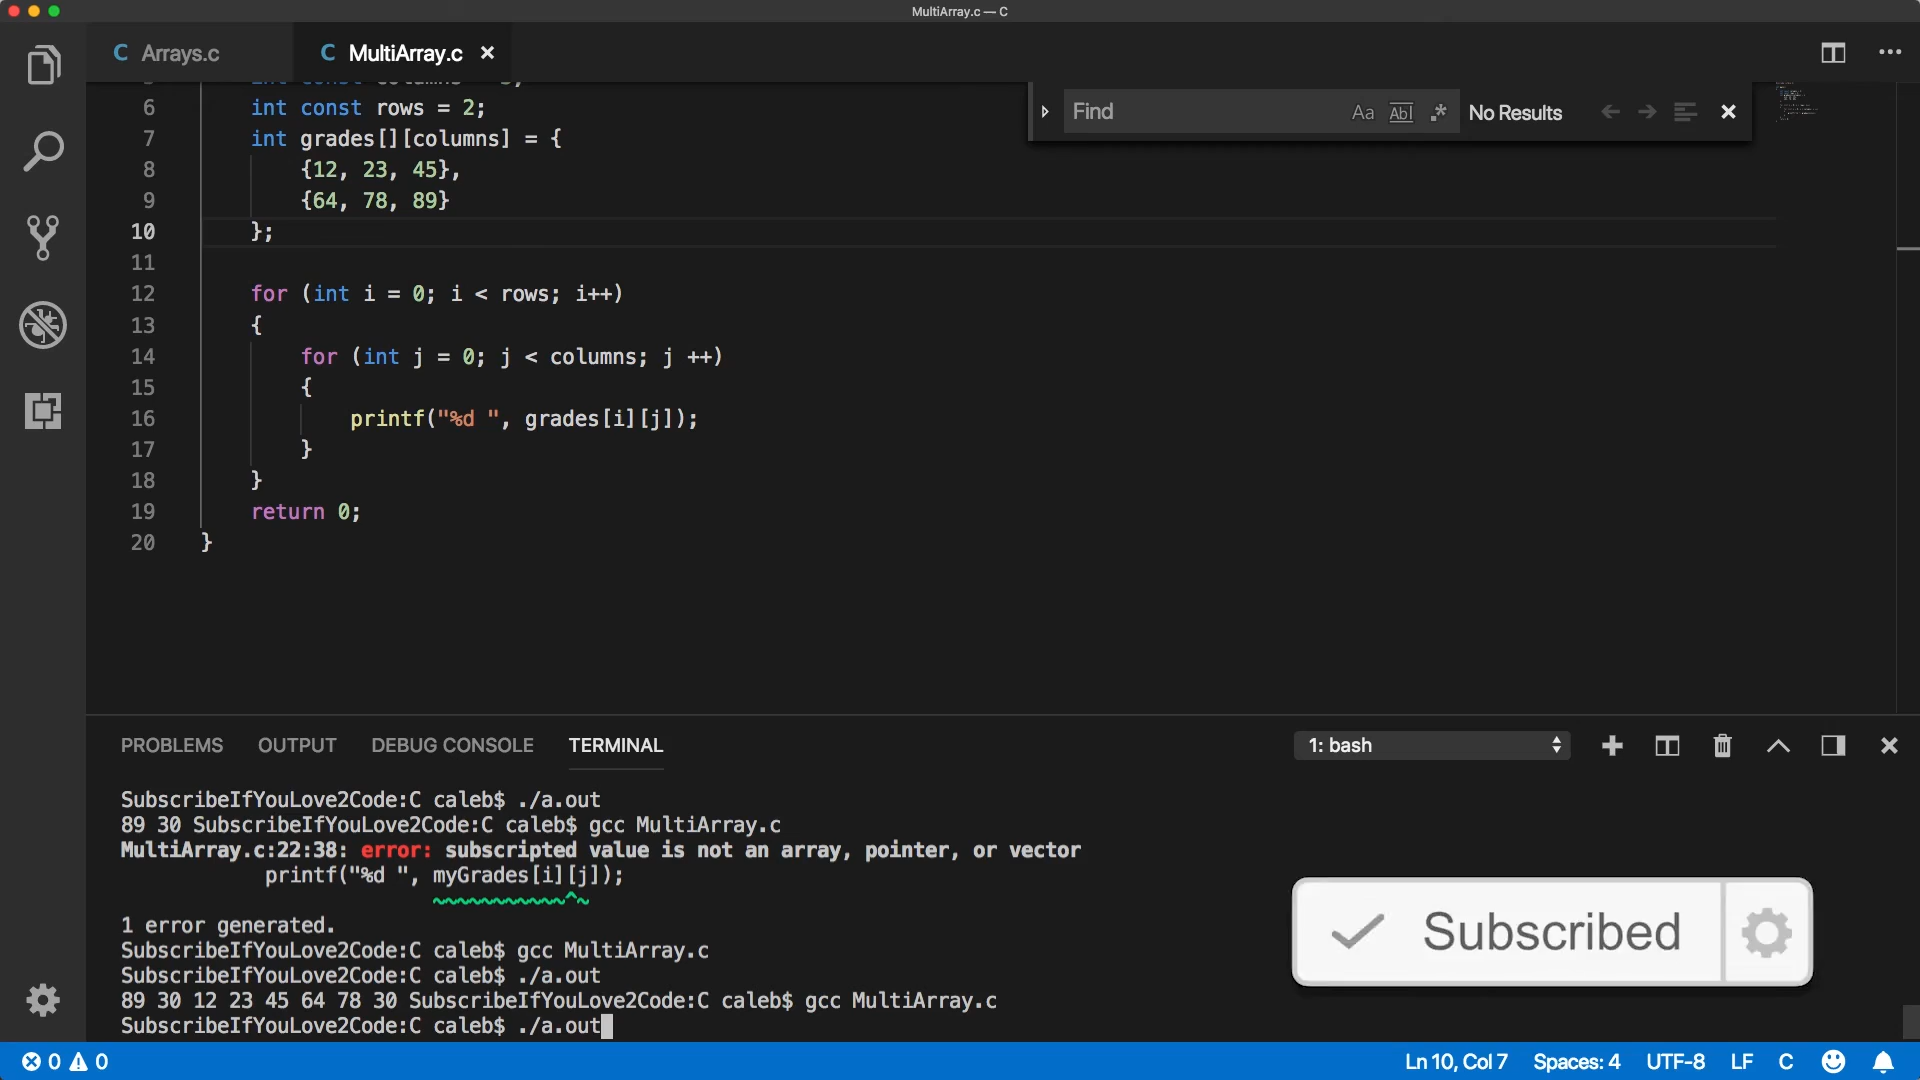 MultiArray.c — C
C Arrays.c
C MultiArray.c ×
Find
Aa Abl .* No Results
6 int const rows = 2;
7 int grades[][columns] = {
8 {12, 23, 45},
9 {64, 78, 89}
10 };
11
12 for (int i = 0; i < rows; i++)
13 {
14 for (int j = 0; j < columns; j ++)
15 {
16 printf("%d ", grades[i][j]);
17 }
18 }
19 return 0;
20 }
PROBLEMS OUTPUT DEBUG CONSOLE TERMINAL
1: bash
SubscribeIfYouLove2Code:C caleb$ ./a.out
89 30 SubscribeIfYouLove2Code:C caleb$ gcc MultiArray.c
MultiArray.c:22:38: error: subscripted value is not an array, pointer, or vector
printf("%d ", myGrades[i][j]);
~~~~~~~~~~~^~
1 error generated.
SubscribeIfYouLove2Code:C caleb$ gcc MultiArray.c
SubscribeIfYouLove2Code:C caleb$ ./a.out
89 30 12 23 45 64 78 30 SubscribeIfYouLove2Code:C caleb$ gcc MultiArray.c
SubscribeIfYouLove2Code:C caleb$ ./a.out
Subscribed
0 0
Ln 10, Col 7 Spaces: 4 UTF-8 LF C